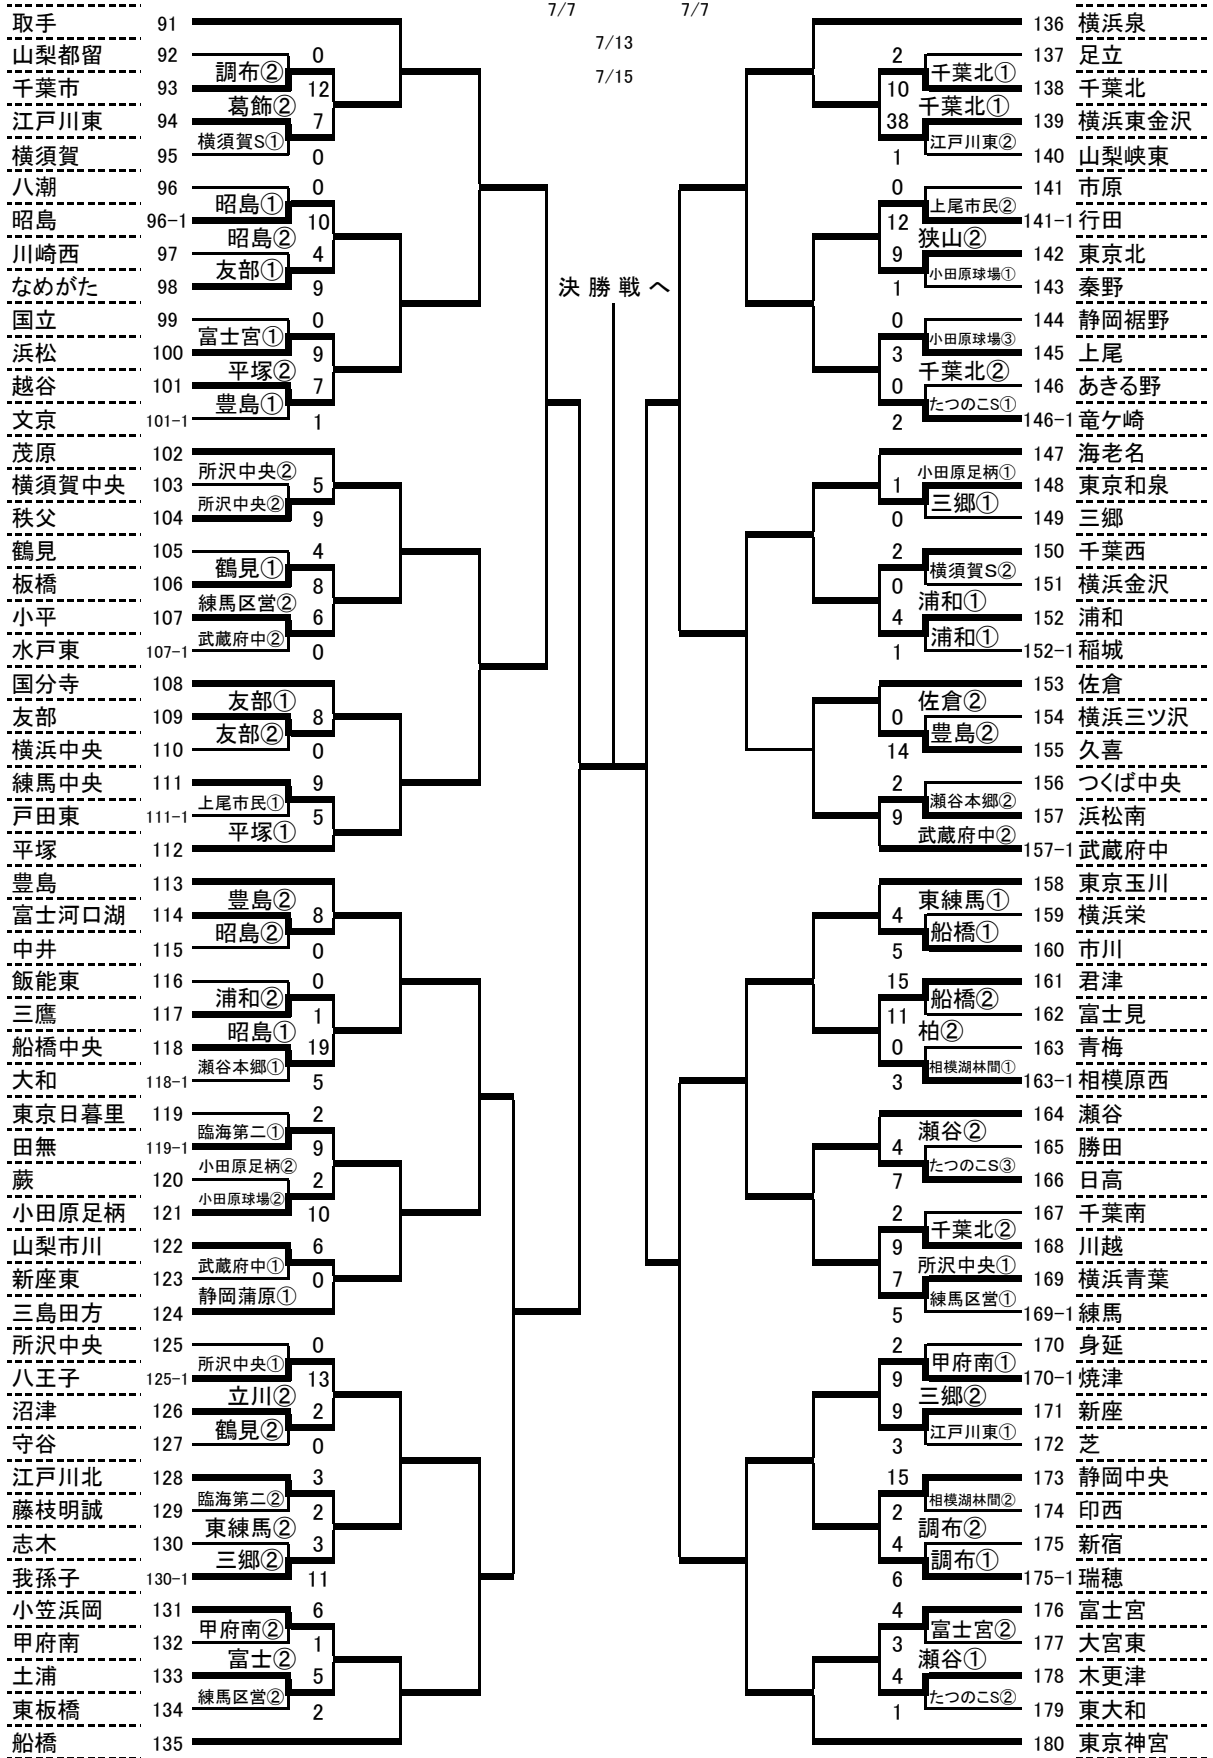 7/7 7/7
7/13
7/15
決勝戦へ
取手 91
山梨都留 92 0
調布②
千葉市 93 12
葛飾②
江戸川東 94 7
横須賀S①
横須賀 95 0
八潮 96 0
昭島①
昭島 96-1 10
昭島②
川崎西 97 4
友部①
なめがた 98 9
国立 99 0
富士宮①
浜松 100 9
平塚②
越谷 101 7
豊島①
文京 101-1 1
茂原 102
所沢中央②
横須賀中央 103 5
所沢中央②
秩父 104 9
鶴見 105 4
鶴見①
板橋 106 8
練馬区営②
小平 107 6
武蔵府中②
水戸東 107-1 0
国分寺 108
友部①
友部 109 8
友部②
横浜中央 110 0
練馬中央 111 9
上尾市民①
戸田東 111-1 5
平塚①
平塚 112
豊島 113
豊島②
富士河口湖 114 8
昭島②
中井 115 0
飯能東 116 0
浦和②
三鷹 117 1
昭島①
船橋中央 118 19
瀬谷本郷①
大和 118-1 5
東京日暮里 119 2
臨海第二①
田無 119-1 9
小田原足柄②
蕨 120 2
小田原球場②
小田原足柄 121 10
山梨市川 122 6
武蔵府中①
新座東 123 0
静岡蒲原①
三島田方 124
所沢中央 125 0
所沢中央①
八王子 125-1 13
立川②
沼津 126 2
鶴見②
守谷 127 0
江戸川北 128 3
臨海第二②
藤枝明誠 129 2
東練馬②
志木 130 3
三郷②
我孫子 130-1 11
小笠浜岡 131 6
甲府南②
甲府南 132 1
富士②
土浦 133 5
練馬区営②
東板橋 134 2
船橋 135
136 横浜泉
2 137 足立
千葉北①
10 138 千葉北
千葉北①
38 139 横浜東金沢
江戸川東②
1 140 山梨峡東
0 141 市原
上尾市民②
12 141-1 行田
狭山②
9 142 東京北
小田原球場①
1 143 秦野
0 144 静岡裾野
小田原球場③
3 145 上尾
千葉北②
0 146 あきる野
たつのこS①
2 146-1 竜ケ崎
147 海老名
小田原足柄①
1 148 東京和泉
三郷①
0 149 三郷
2 150 千葉西
横須賀S②
0 151 横浜金沢
浦和①
4 152 浦和
浦和①
1 152-1 稲城
153 佐倉
佐倉②
0 154 横浜三ツ沢
豊島②
14 155 久喜
2 156 つくば中央
瀬谷本郷②
9 157 浜松南
武蔵府中②
157-1 武蔵府中
158 東京玉川
東練馬①
4 159 横浜栄
船橋①
5 160 市川
15 161 君津
船橋②
11 162 富士見
柏②
0 163 青梅
相模湖林間①
3 163-1 相模原西
164 瀬谷
瀬谷②
4 165 勝田
たつのこS③
7 166 日高
2 167 千葉南
千葉北②
9 168 川越
所沢中央①
7 169 横浜青葉
練馬区営①
5 169-1 練馬
2 170 身延
甲府南①
9 170-1 焼津
三郷②
9 171 新座
江戸川東①
3 172 芝
15 173 静岡中央
相模湖林間②
2 174 印西
調布②
4 175 新宿
調布①
6 175-1 瑞穂
4 176 富士宮
富士宮②
3 177 大宮東
瀬谷①
4 178 木更津
たつのこS②
1 179 東大和
180 東京神宮